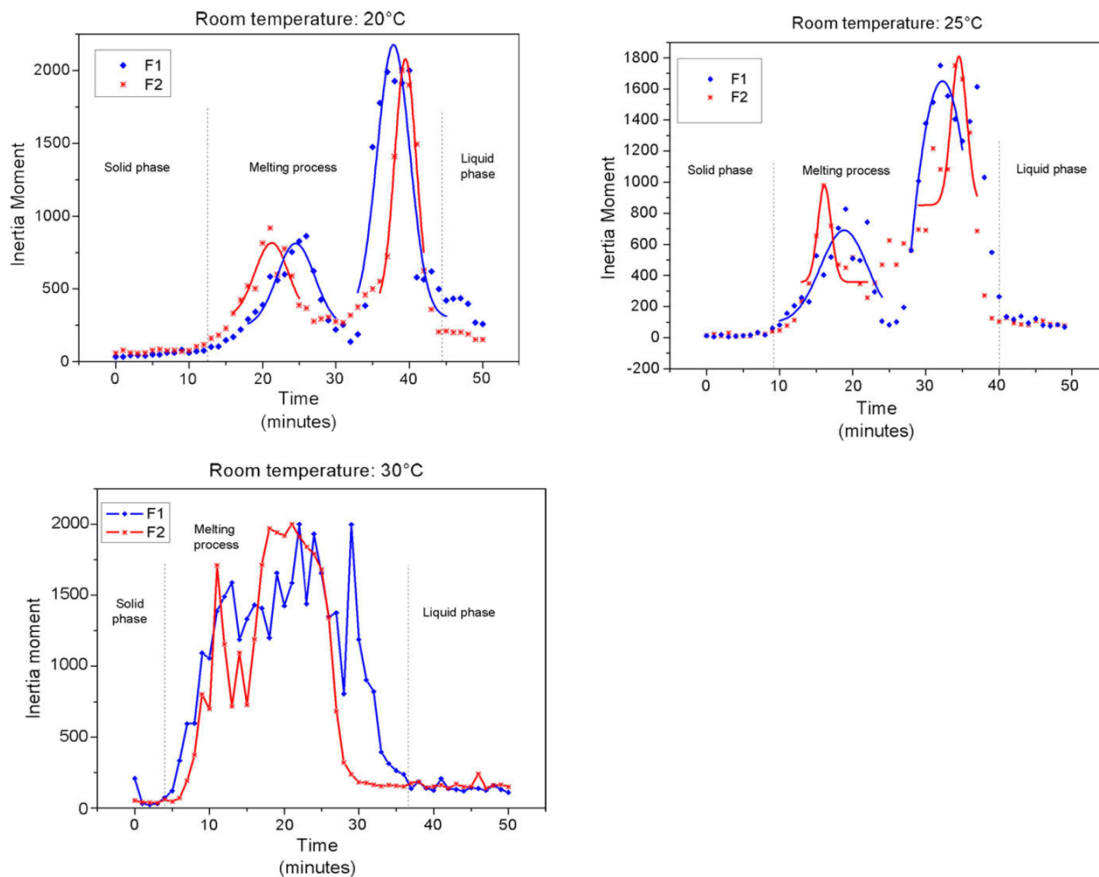 Room temperature: 20°C
F1
F2
Solid phase
Melting process
Liquid
phase
Inertia Moment
2000
1500
1000
500
0
0 10 20 30 40 50
Time
(minutes)
Room temperature: 25°C
F1
F2
Solid phase
Melting process
Liquid phase
Inertia Moment
1800
1600
1400
1200
1000
800
600
400
200
0
-200
0 10 20 30 40 50
Time
(minutes)
Room temperature: 30°C
F1
F2
Melting
process
Solid
phase
Liquid phase
Inertia moment
2000
1500
1000
500
0
0 10 20 30 40 50
Time
(minutes)